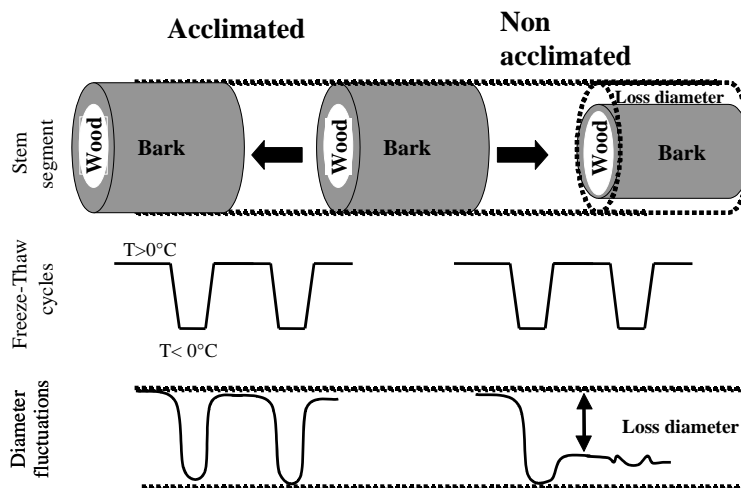 Acclimated
Non
acclimated
Stem
segment
Wood
Bark
Wood
Bark
Loss diameter
Wood
Bark
Freeze-Thaw
cycles
T>0°C
T< 0°C
Diameter
fluctuations
Loss diameter